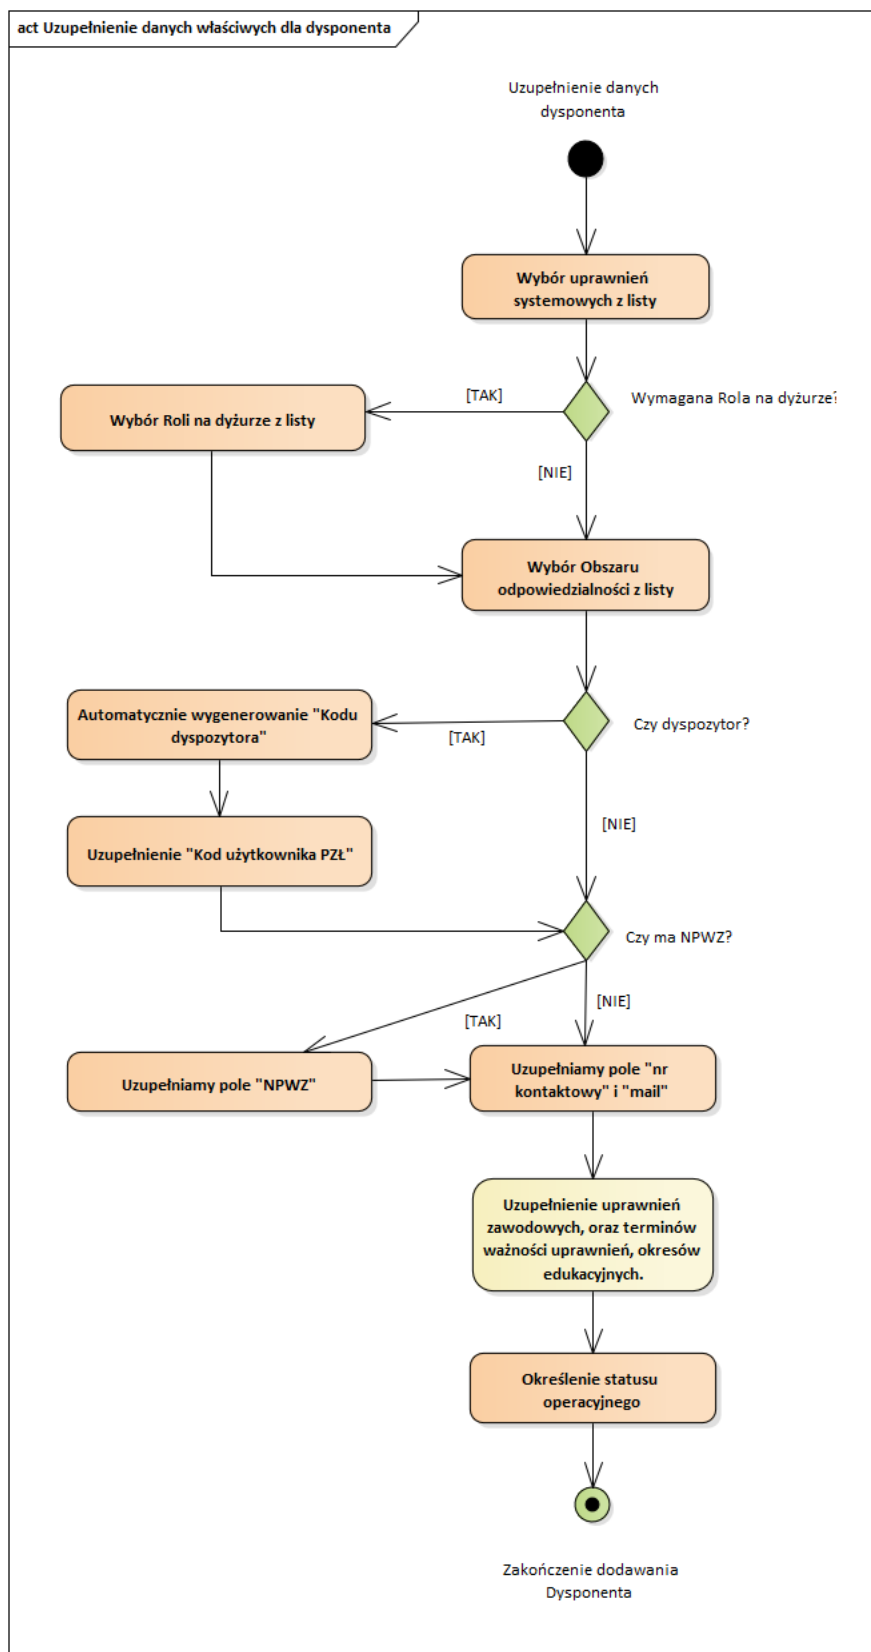 act Uzupełnienie danych właściwych dla dysponenta
Uzupełnienie danych
dysponenta
Wybór uprawnień
systemowych z listy
[TAK]
Wymagana Rola na dyżurze?
Wybór Roli na dyżurze z listy
[NIE]
Wybór Obszaru
odpowiedzialności z listy
Automatycznie wygenerowanie "Kodu
dyspozytora"
[TAK]
Czy dyspozytor?
[NIE]
Uzupełnienie "Kod użytkownika PZŁ"
Czy ma NPWZ?
[TAK]
[NIE]
Uzupełniamy pole "NPWZ"
Uzupełniamy pole "nr
kontaktowy" i "mail"
Uzupełnienie uprawnień
zawodowych, oraz terminów
ważności uprawnień, okresów
edukacyjnych.
Określenie statusu
operacyjnego
Zakończenie dodawania
Dysponenta